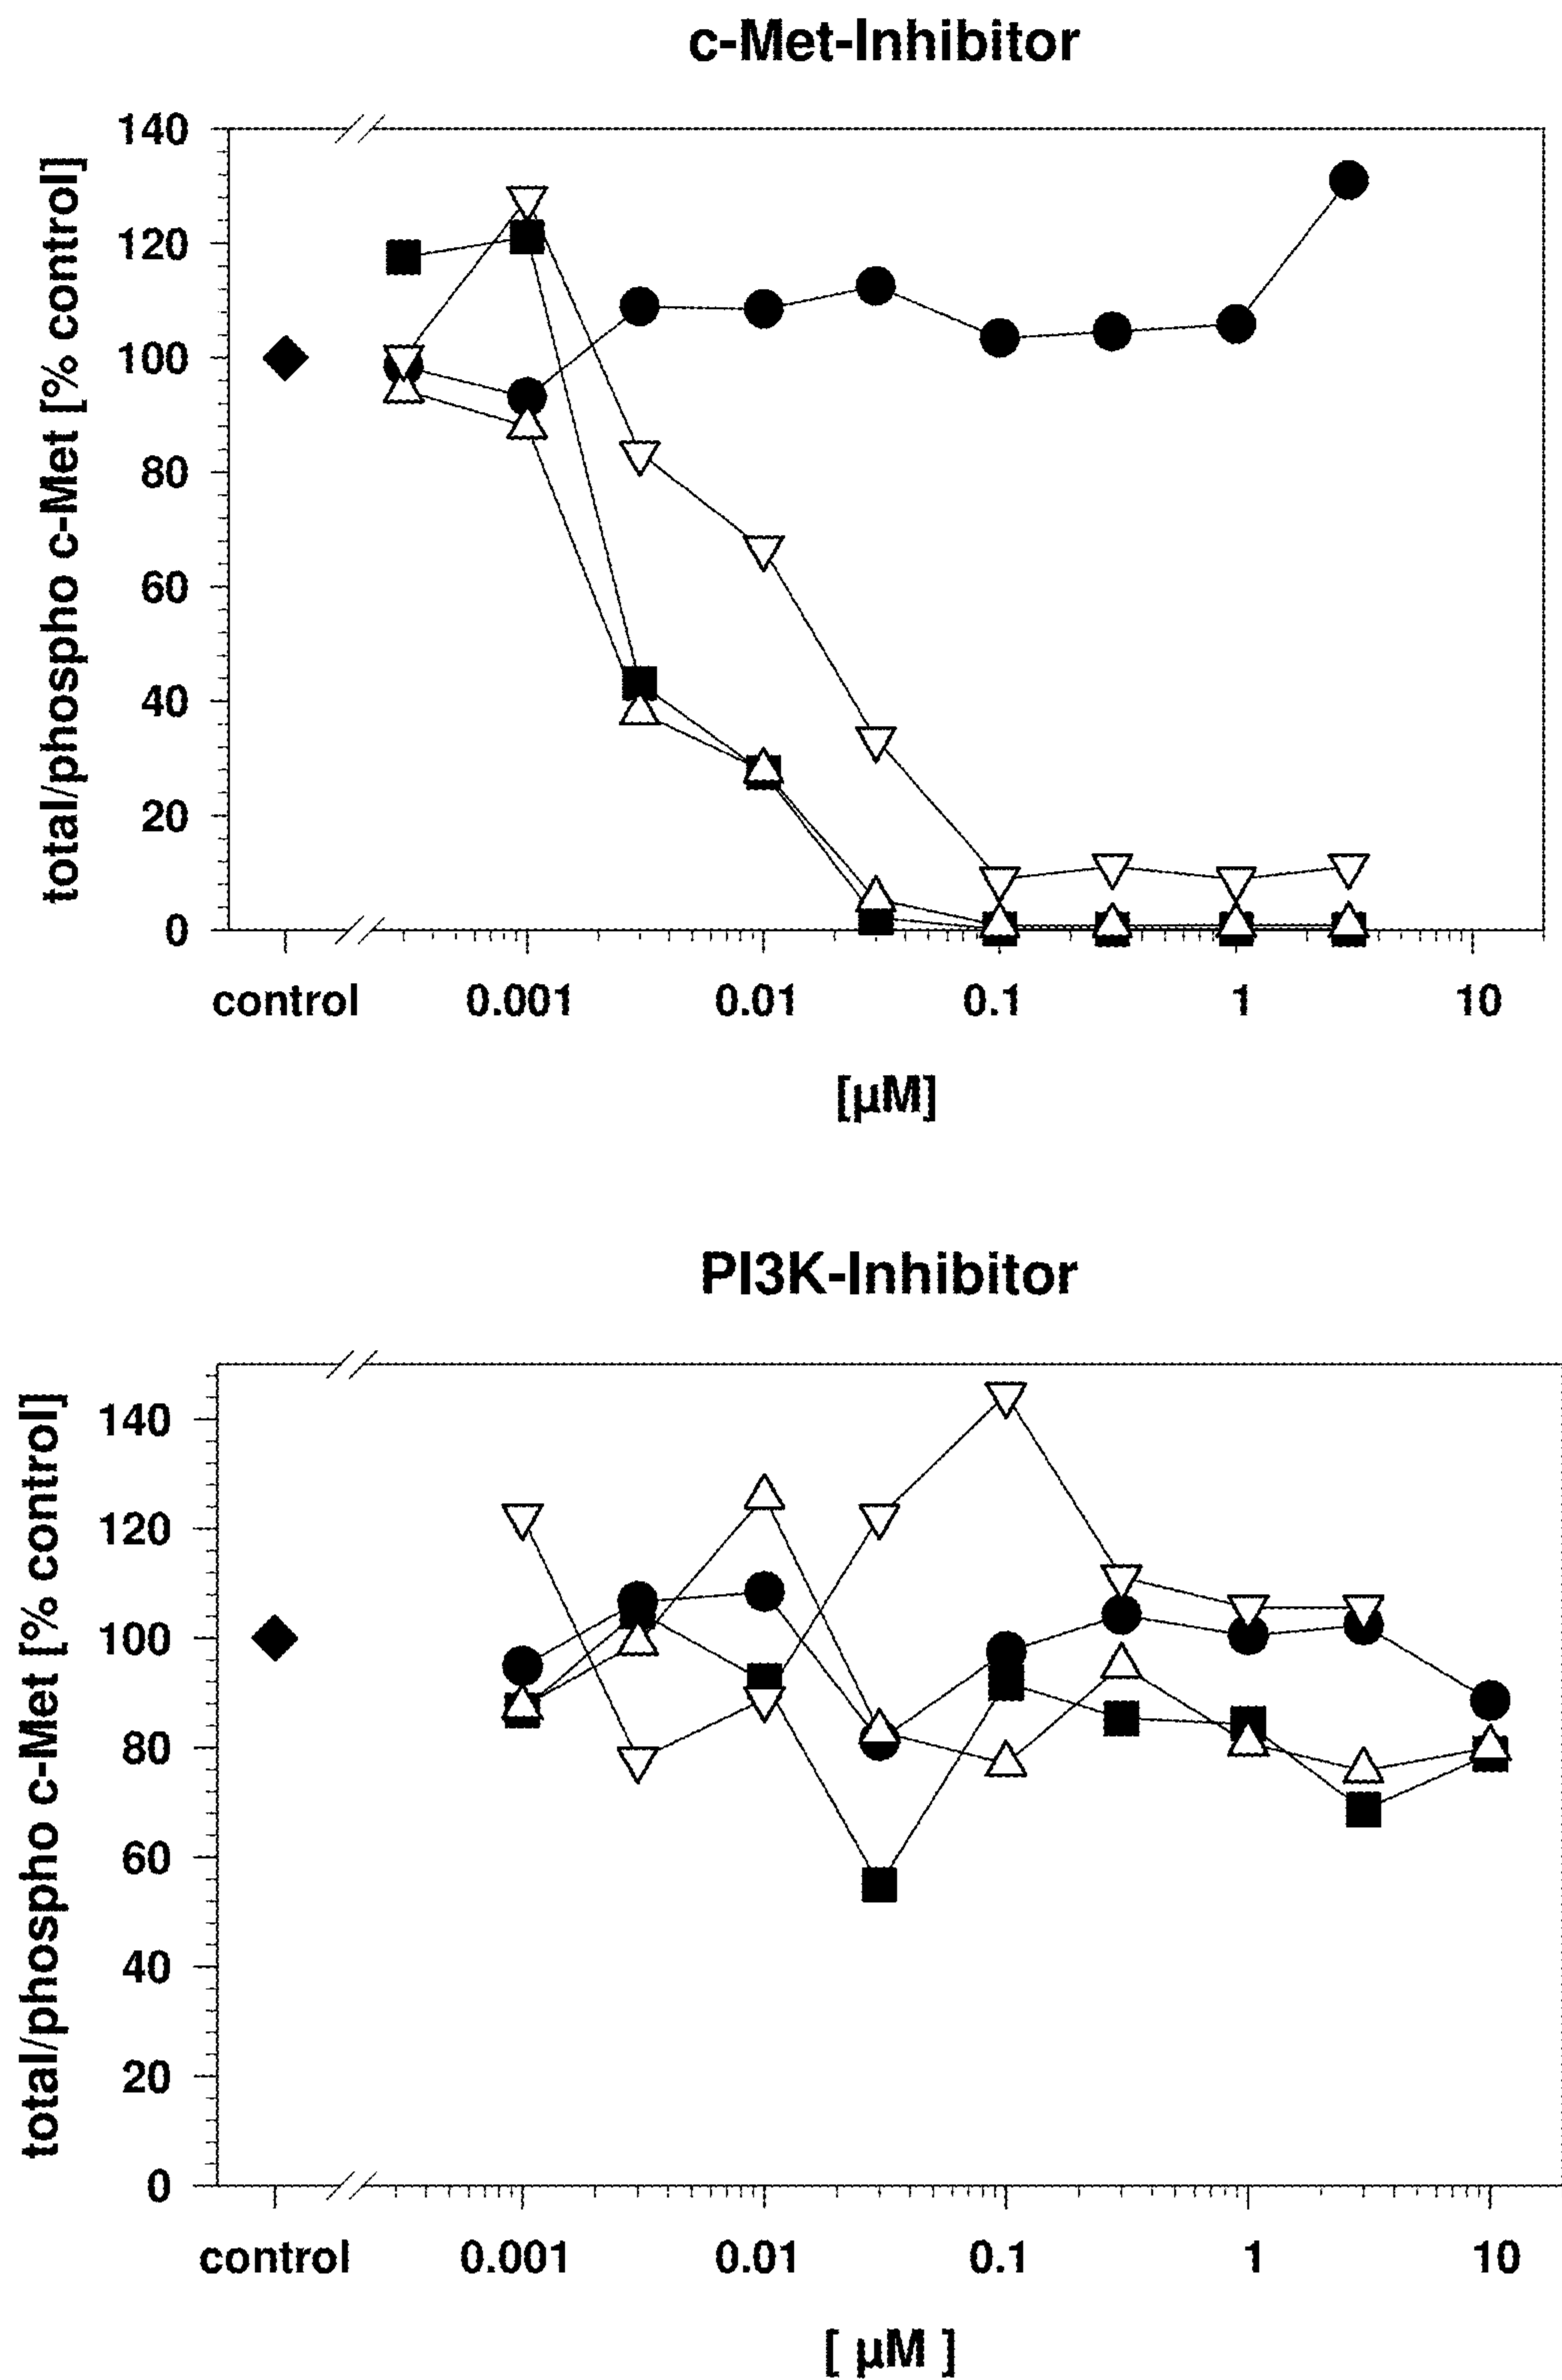 c-Met-Inhibitor
total/phospho c-Met [% control]
140
120
100
80
60
40
20
0
control 0.001 0.01 0.1 1 10
[µM]
PI3K-Inhibitor
total/phospho c-Met [% control]
140
120
100
80
60
40
20
0
control 0.001 0.01 0.1 1 10
[ µM ]